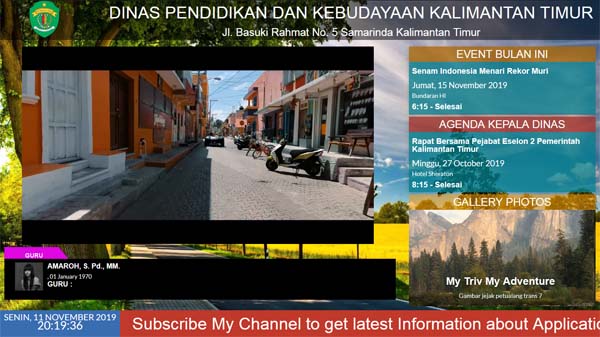 DINAS PENDIDIKAN DAN KEBUDAYAAN KALIMANTAN TIMUR
Jl. Basuki Rahmat No. 5 Samarinda Kalimantan Timur
EVENT BULAN INI
Senam Indonesia Menari Rekor Muri
Jumat, 15 November 2019
Bundaran HI
6:15 - Selesai
AGENDA KEPALA DINAS
Rapat Bersama Pejabat Eselon 2 Pemerintah
Kalimantan Timur
Minggu, 27 October 2019
Hotel Shiraton
8:15 - Selesai
GALLERY PHOTOS
My Triv My Adventure
Gambar jejak petualang trans 7
GURU
AMAROH, S. Pd., MM.
,.01 January 1970
GURU :
SENIN, 11 NOVEMBER 2019
20:19:36
Subscribe My Channel to get latest Information about Applicatio